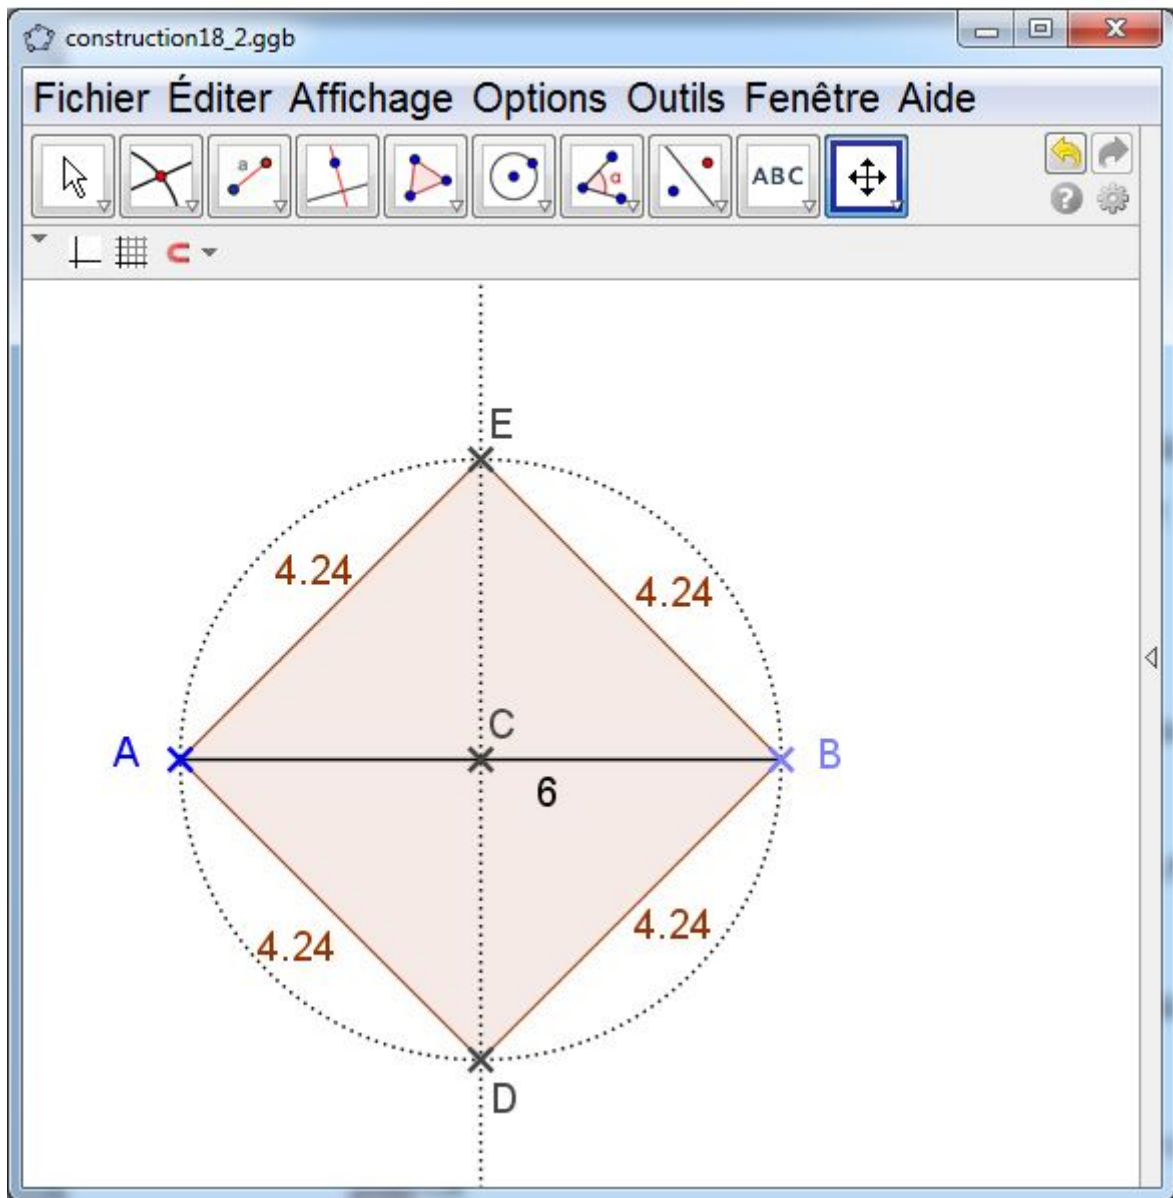 construction18_2.ggb
Fichier Éditer Affichage Options Outils Fenêtre Aide
a
α
ABC
?
E
4.24
4.24
C
A
B
6
4.24
4.24
D